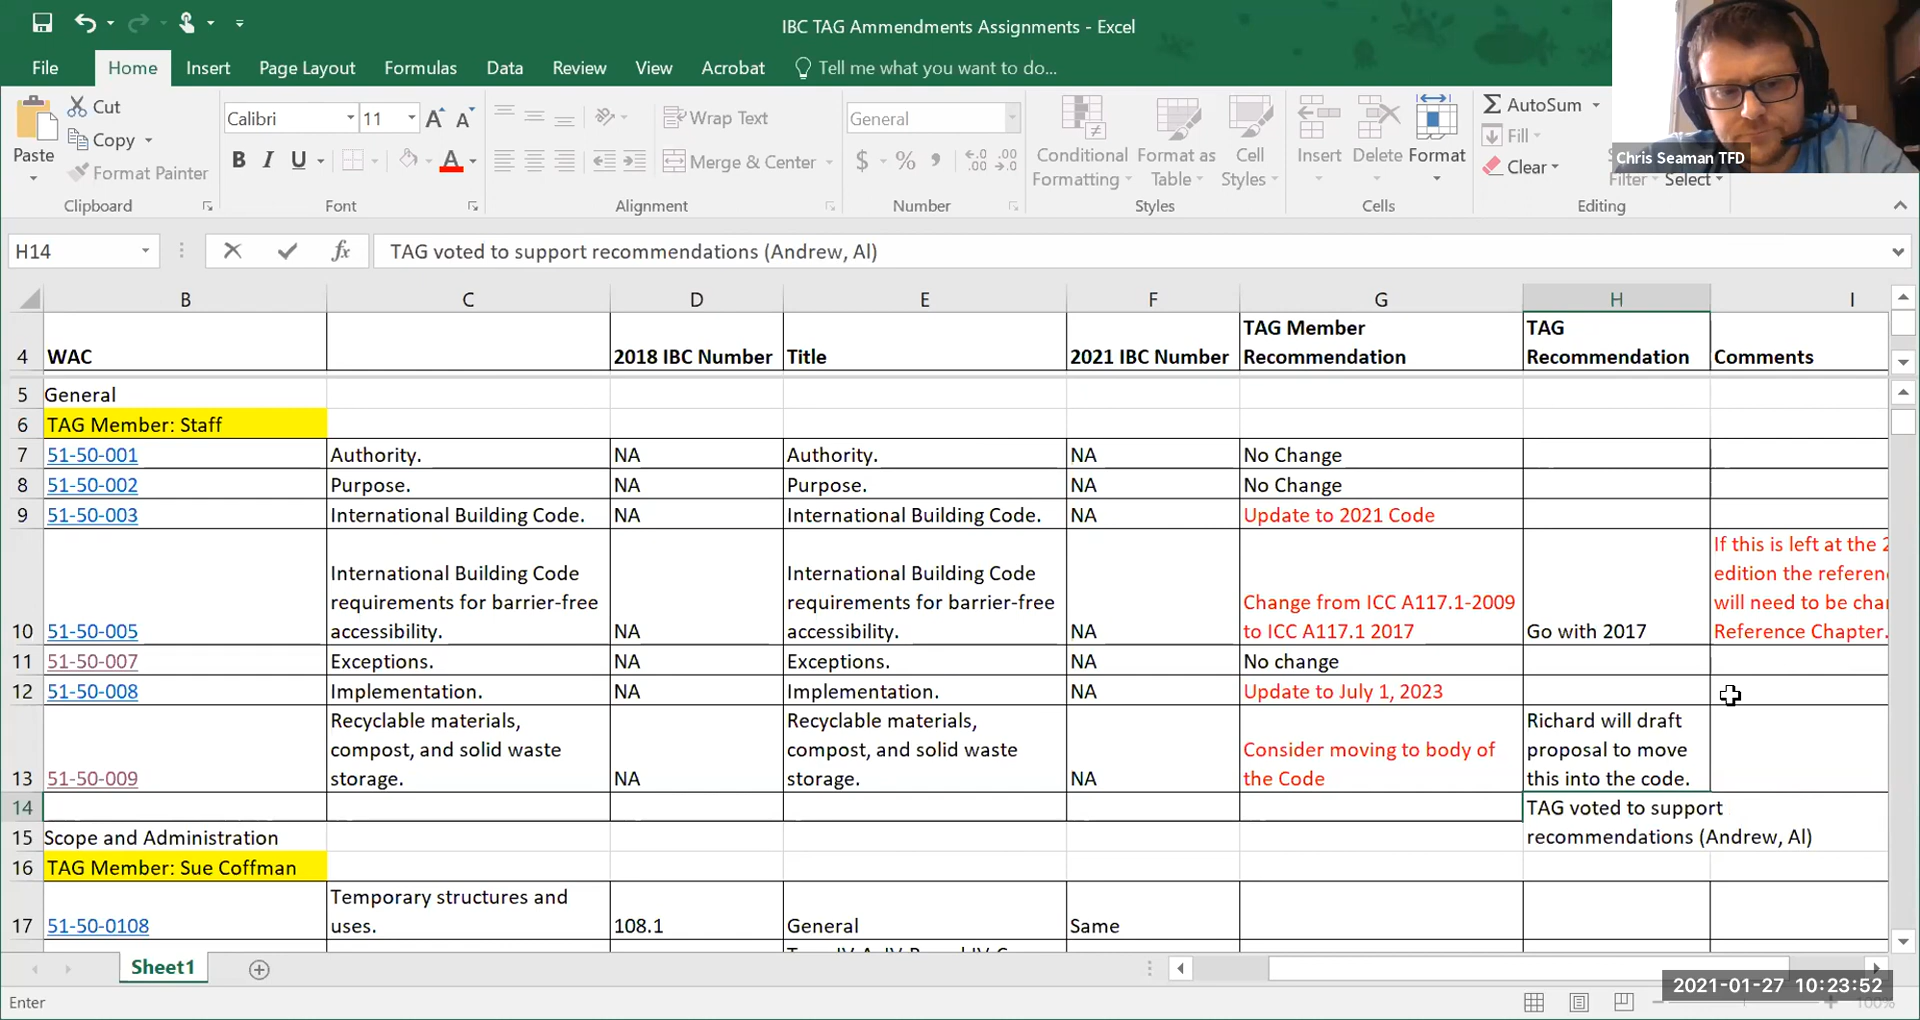 IBC TAG Ammendments Assignments - Excel
File Home Insert Page Layout Formulas Data Review View Acrobat Tell me what you want to do...
Paste
Cut
Copy
Format Painter
Clipboard
Calibri 11
B I U
Font
Wrap Text
Merge & Center
Alignment
General
$ %
Number
Conditional
Formatting
Format as
Table
Cell
Styles
Styles
Insert Delete Format
Cells
AutoSum
Fill
Clear
Filter Select
Editing
Chris Seaman TFD
H14
fx TAG voted to support recommendations (Andrew, Al)
B C D E F G H I
4 WAC 2018 IBC Number Title 2021 IBC Number TAG Member
Recommendation TAG
Recommendation Comments
5 General
6 TAG Member: Staff
7 51-50-001 Authority. NA Authority. NA No Change
8 51-50-002 Purpose. NA Purpose. NA No Change
9 51-50-003 International Building Code. NA International Building Code. NA Update to 2021 Code
10 51-50-005 International Building Code
requirements for barrier-free
accessibility. NA International Building Code
requirements for barrier-free
accessibility. NA Change from ICC A117.1-2009
to ICC A117.1 2017 Go with 2017 If this is left at the 2
edition the referen
will need to be cha
Reference Chapter.
11 51-50-007 Exceptions. NA Exceptions. NA No change
12 51-50-008 Implementation. NA Implementation. NA Update to July 1, 2023
13 51-50-009 Recyclable materials,
compost, and solid waste
storage. NA Recyclable materials,
compost, and solid waste
storage. NA Consider moving to body of
the Code Richard will draft
proposal to move
this into the code.
14 TAG voted to support
recommendations (Andrew, Al)
15 Scope and Administration
16 TAG Member: Sue Coffman
17 51-50-0108 Temporary structures and
uses. 108.1 General Same
Sheet1
Enter
2021-01-27 10:23:52
100%